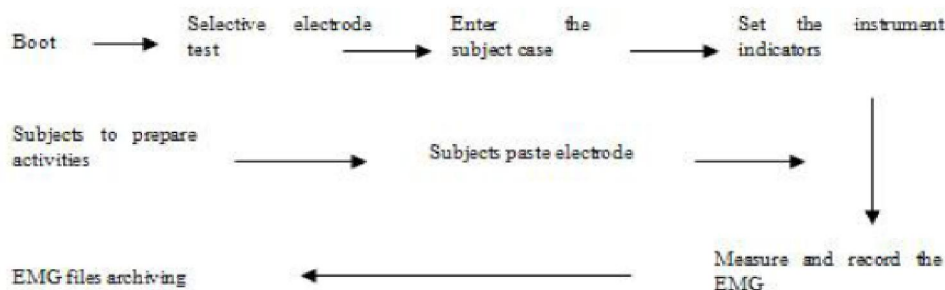 Boot
Selective electrode
test
Enter the
subject case
Set the instrument
indicators
Subjects to prepare
activities
Subjects paste electrode
EMG files archiving
Measure and record the
EMG